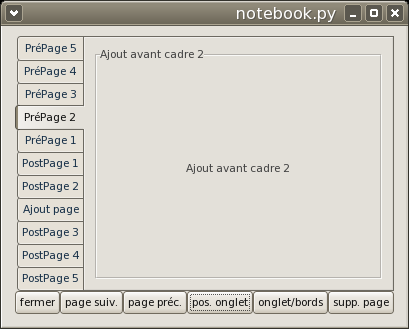 notebook.py
PréPage 5
PréPage 4
PréPage 3
PréPage 2
PréPage 1
PostPage 1
PostPage 2
Ajout page
PostPage 3
PostPage 4
PostPage 5
Ajout avant cadre 2
Ajout avant cadre 2
fermer page suiv. page préc. pos. onglet onglet/bords supp. page